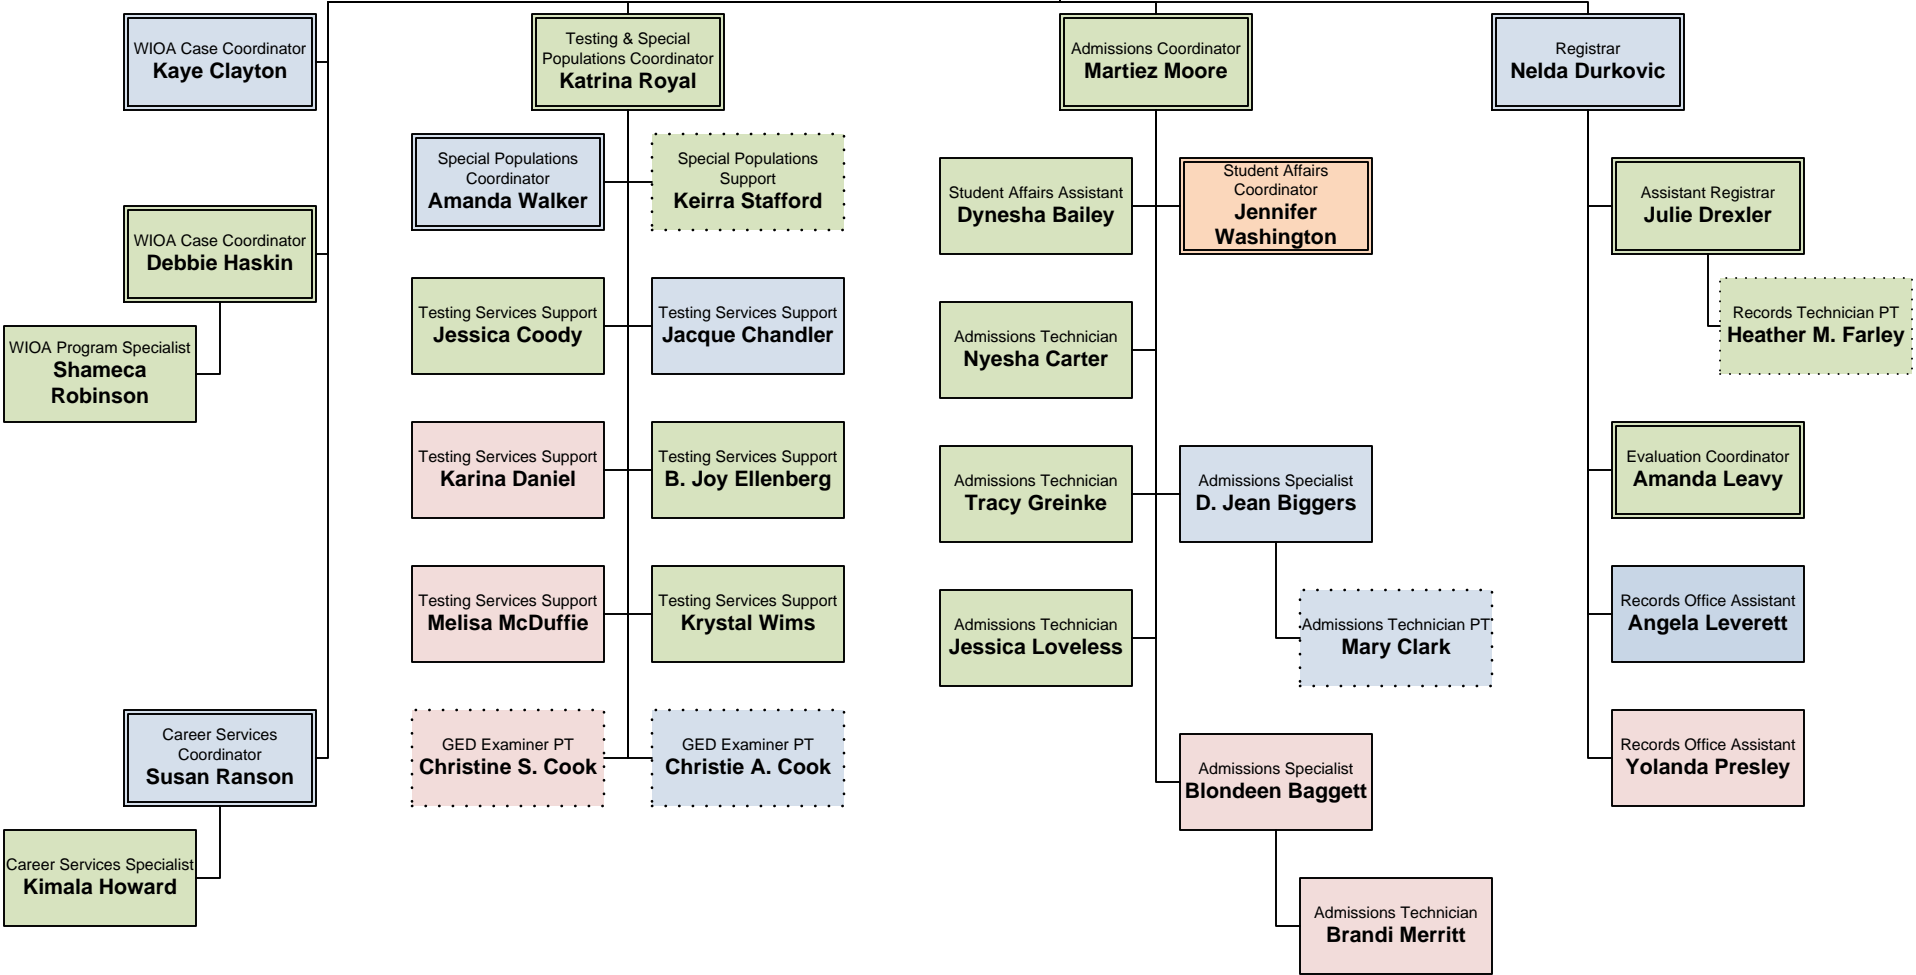 WIOA Case Coordinator
Kaye Clayton
WIOA Case Coordinator
Debbie Haskin
WIOA Program Specialist
Shameca
Robinson
Career Services
Coordinator
Susan Ranson
Career Services Specialist
Kimala Howard
Testing & Special
Populations Coordinator
Katrina Royal
Special Populations
Coordinator
Amanda Walker
Special Populations
Support
Keirra Stafford
Testing Services Support
Jessica Coody
Testing Services Support
Jacque Chandler
Testing Services Support
Karina Daniel
Testing Services Support
B. Joy Ellenberg
Testing Services Support
Melisa McDuffie
Testing Services Support
Krystal Wims
GED Examiner PT
Christine S. Cook
GED Examiner PT
Christie A. Cook
Admissions Coordinator
Martiez Moore
Student Affairs Assistant
Dynesha Bailey
Student Affairs
Coordinator
Jennifer
Washington
Admissions Technician
Nyesha Carter
Admissions Technician
Tracy Greinke
Admissions Specialist
D. Jean Biggers
Admissions Technician PT
Mary Clark
Admissions Technician
Jessica Loveless
Admissions Specialist
Blondeen Baggett
Admissions Technician
Brandi Merritt
Registrar
Nelda Durkovic
Assistant Registrar
Julie Drexler
Records Technician PT
Heather M. Farley
Evaluation Coordinator
Amanda Leavy
Records Office Assistant
Angela Leverett
Records Office Assistant
Yolanda Presley